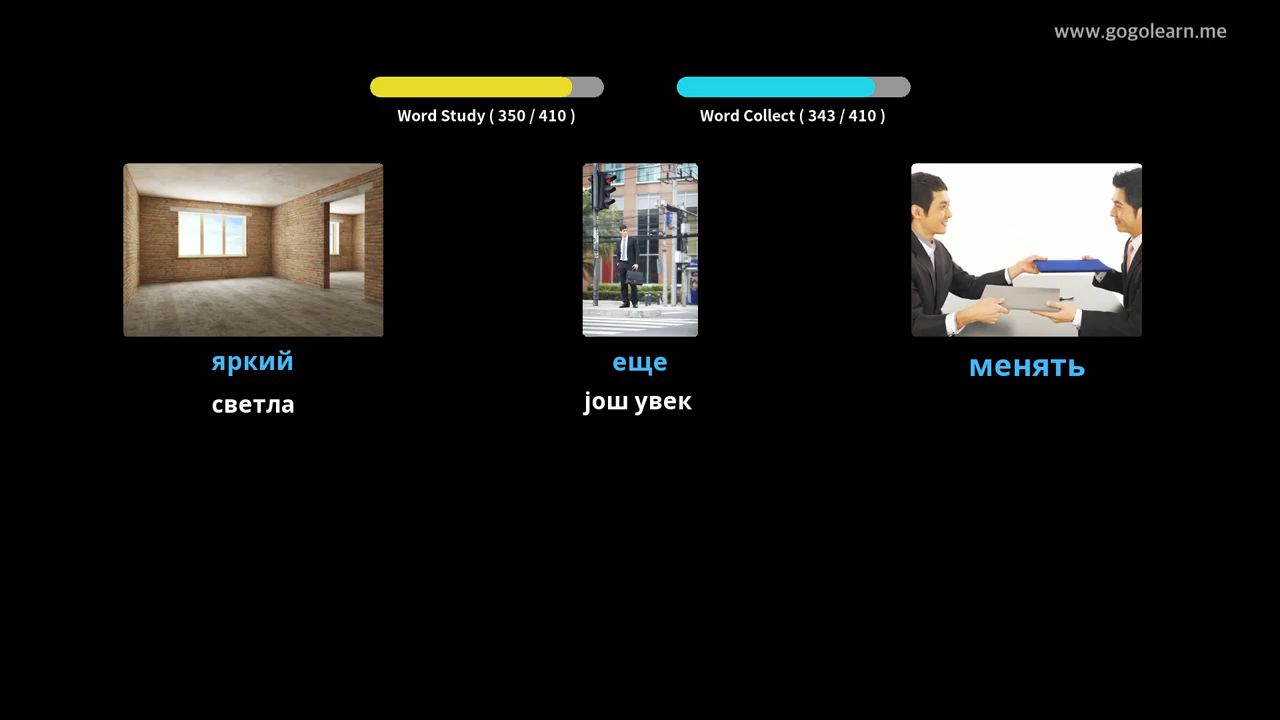 www.gogolearn.me
Word Study ( 350 / 410 )
Word Collect ( 343 / 410 )
яркий
еще
менять
светла
још увек